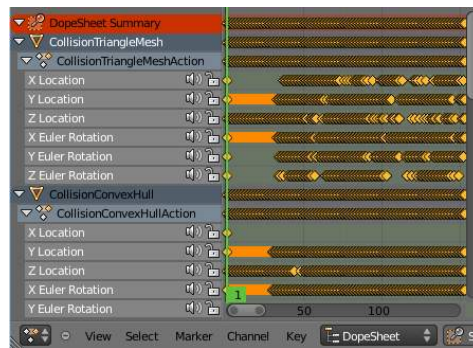 DopeSheet Summary
CollisionTriangleMesh
CollisionTriangleMeshAction
X Location
Y Location
Z Location
X Euler Rotation
Y Euler Rotation
Z Euler Rotation
CollisionConvexHull
CollisionConvexHullAction
X Location
Y Location
Z Location
X Euler Rotation
Y Euler Rotation
1 50 100
View Select Marker Channel Key DopeSheet